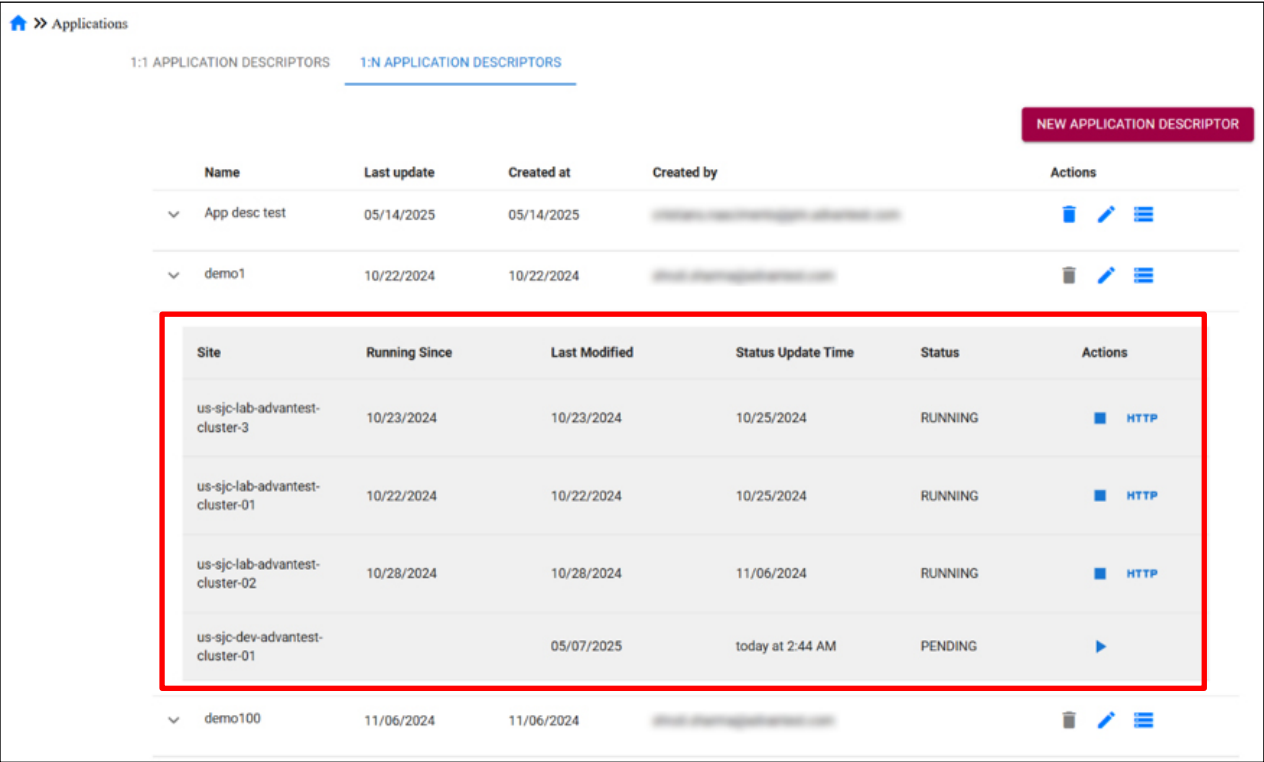 Applications
1:1 APPLICATION DESCRIPTORS 1:N APPLICATION DESCRIPTORS
NEW APPLICATION DESCRIPTOR
Name Last update Created at Created by Actions
App desc test 05/14/2025 05/14/2025
demo1 10/22/2024 10/22/2024
Site Running Since Last Modified Status Update Time Status Actions
us-sjc-lab-advantest-
cluster-3 10/23/2024 10/23/2024 10/25/2024 RUNNING HTTP
us-sjc-lab-advantest-
cluster-01 10/22/2024 10/22/2024 10/25/2024 RUNNING HTTP
us-sjc-lab-advantest-
cluster-02 10/28/2024 10/28/2024 11/06/2024 RUNNING HTTP
us-sjc-dev-advantest-
cluster-01 05/07/2025 today at 2:44 AM PENDING
demo100 11/06/2024 11/06/2024